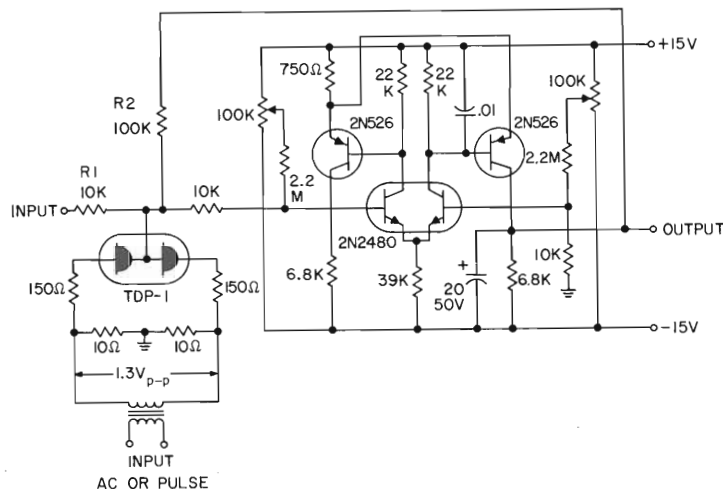 +15V
750Ω
22 K
22 K
.01
100K
R2
100K
100K
2N526
2N526
2.2M
R1
10K
10K
2.2 M
INPUT
2N2480
OUTPUT
TDP-1
150Ω
150Ω
6.8K
39K
+
20
50V
6.8K
10K
10Ω
10Ω
-15V
1.3Vp-p
INPUT
AC OR PULSE